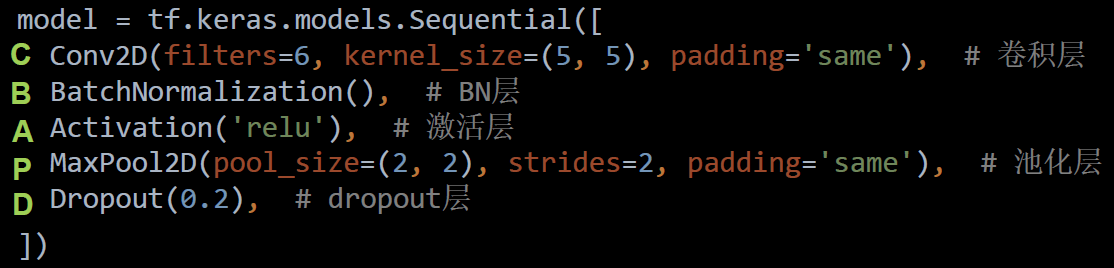 model = tf.keras.models.Sequential([
C Conv2D(filters=6, kernel_size=(5, 5), padding='same'),  # 卷积层
B BatchNormalization(),  # BN层
A Activation('relu'),  # 激活层
P MaxPool2D(pool_size=(2, 2), strides=2, padding='same'),  # 池化层
D Dropout(0.2),  # dropout层
])